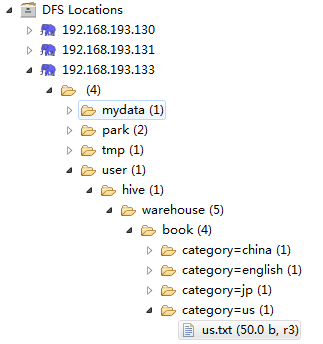 DFS Locations
192.168.193.130
192.168.193.131
192.168.193.133
(4)
mydata (1)
park (2)
tmp (1)
user (1)
hive (1)
warehouse (5)
book (4)
category=china (1)
category=english (1)
category=jp (1)
category=us (1)
us.txt (50.0 b, r3)